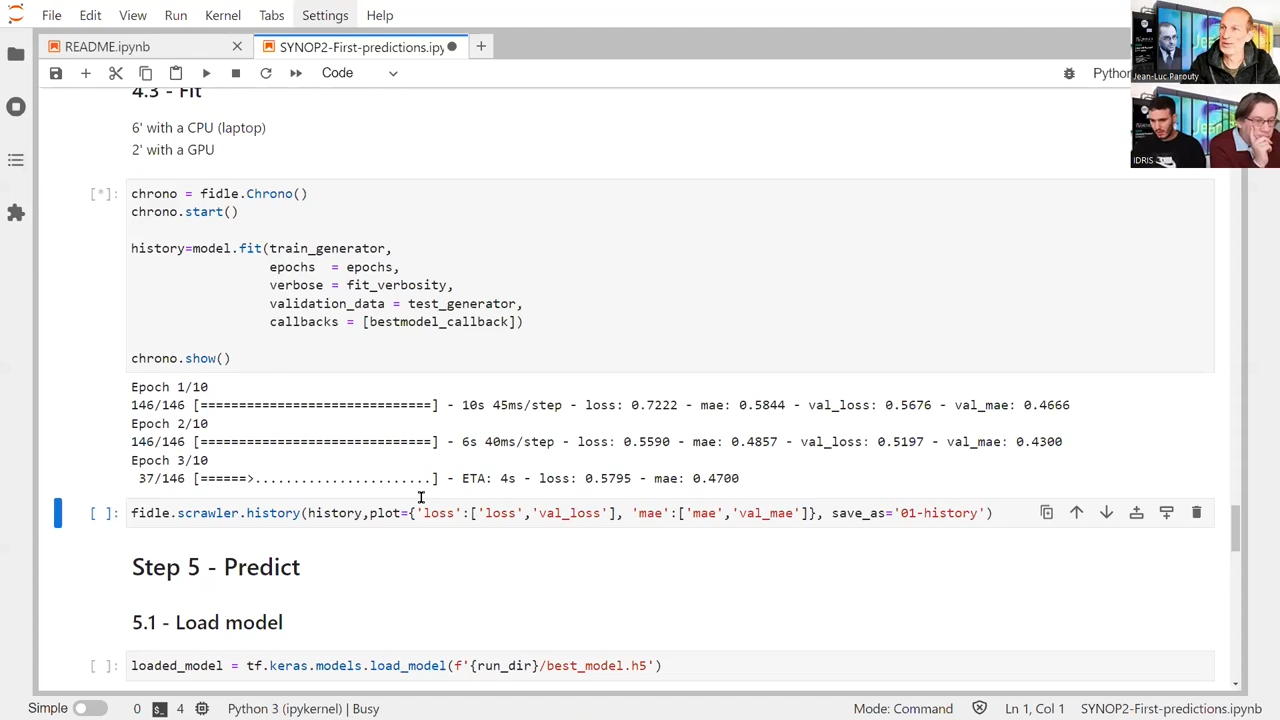 File Edit View Run Kernel Tabs Settings Help
README.ipynb SYNOP2-First-predictions.ipy
Code Python
4.3 - Fit
6' with a CPU (laptop)
2' with a GPU
[*]: chrono = fidle.Chrono()
chrono.start()
history=model.fit(train_generator,
epochs = epochs,
verbose = fit_verbosity,
validation_data = test_generator,
callbacks = [bestmodel_callback])
chrono.show()
Epoch 1/10
146/146 [==============================] - 10s 45ms/step - loss: 0.7222 - mae: 0.5844 - val_loss: 0.5676 - val_mae: 0.4666
Epoch 2/10
146/146 [==============================] - 6s 40ms/step - loss: 0.5590 - mae: 0.4857 - val_loss: 0.5197 - val_mae: 0.4300
Epoch 3/10
37/146 [======>.......................] - ETA: 4s - loss: 0.5795 - mae: 0.4700
[ ]: fidle.scrawler.history(history,plot={'loss':['loss','val_loss'], 'mae':['mae','val_mae']}, save_as='01-history')
Step 5 - Predict
5.1 - Load model
[ ]: loaded_model = tf.keras.models.load_model(f'{run_dir}/best_model.h5')
Simple 0 4 Python 3 (ipykernel) | Busy Mode: Command Ln 1, Col 1 SYNOP2-First-predictions.ipynb
Jean-Luc Parouty
IDRIS